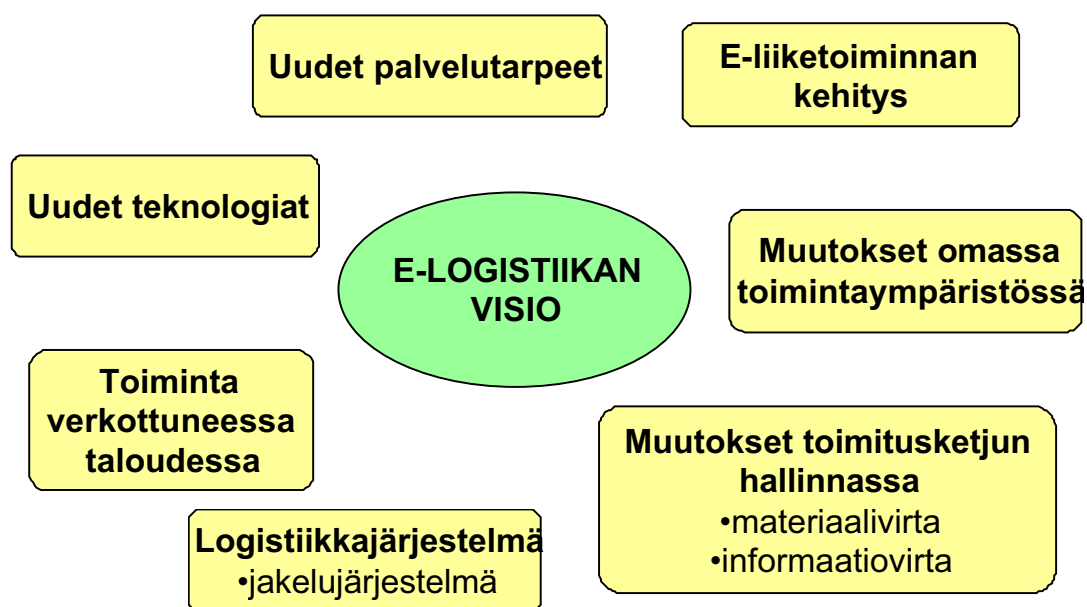 Uudet palvelutarpeet
E-liiketoiminnan
kehitys
Uudet teknologiat
E-LOGISTIIKAN
VISIO
Muutokset omassa
toimintaympäristössä
Toiminta
verkottuneessa
taloudessa
Muutokset toimitusketjun
hallinnassa
•materiaalivirta
•informaatiovirta
Logistiikkajärjestelmä
•jakelujärjestelmä